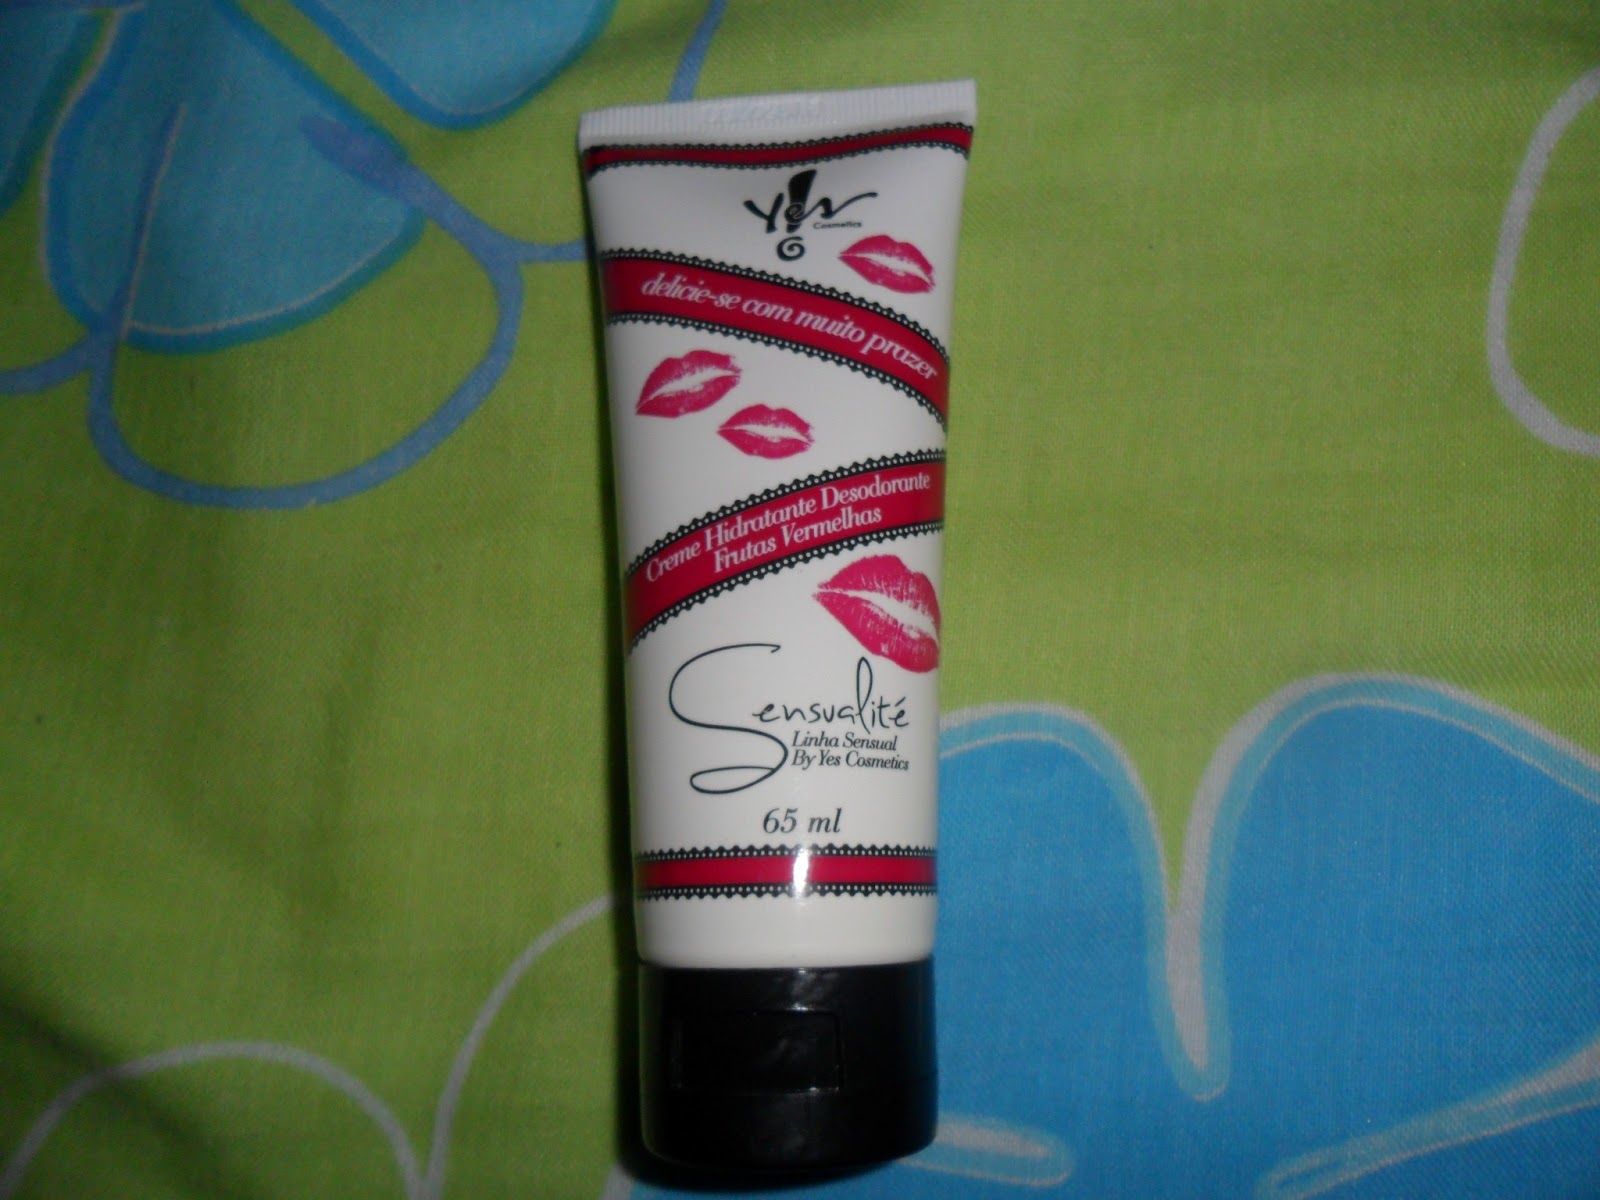 Yes!
Cosmetics
delicie-se com muito prazer
Creme Hidratante Desodorante
Frutas Vermelhas
Sensualité
Linha Sensual
By Yes Cosmetics
65 ml